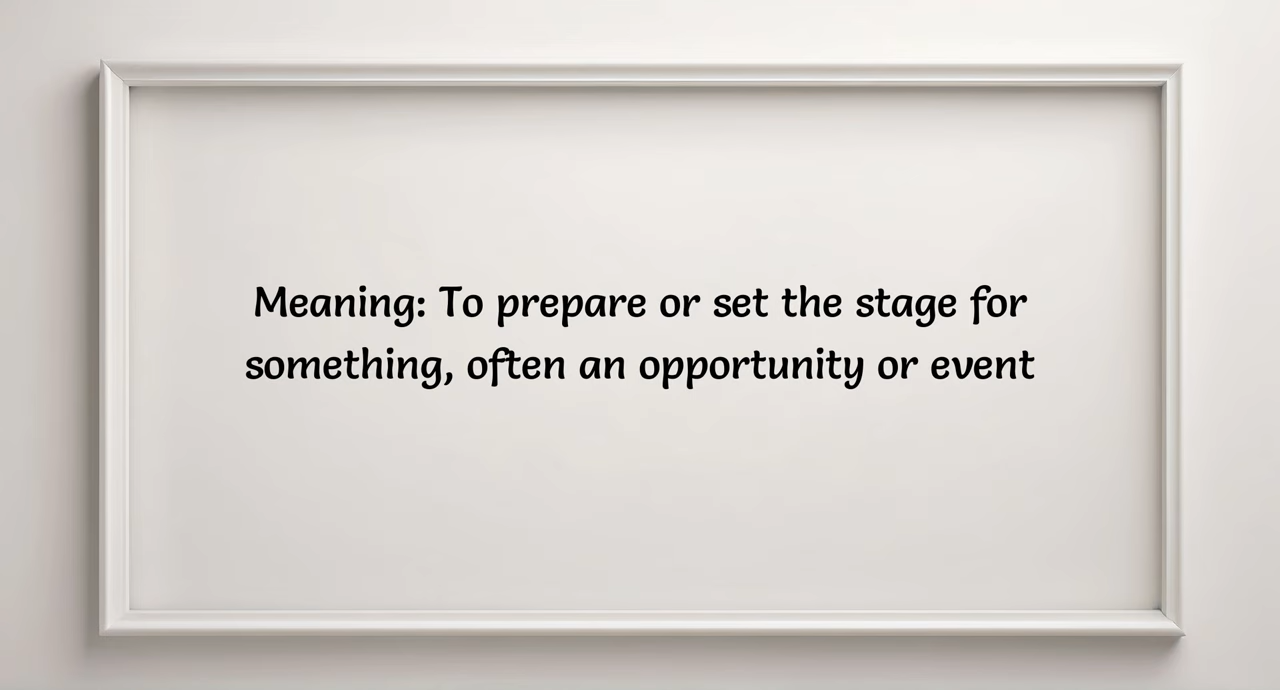 Meaning: To prepare or set the stage for
something, often an opportunity or event